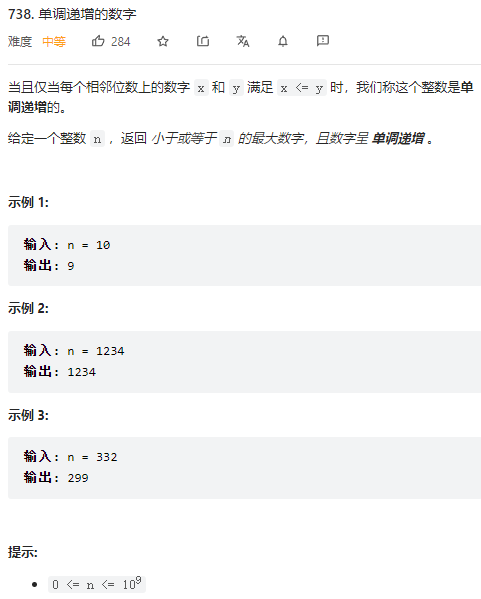 738. 单调递增的数字
难度 中等 284
当且仅当每个相邻位数上的数字 x 和 y 满足 x <= y 时，我们称这个整数是单
调递增的。
给定一个整数 n ，返回 小于或等于 n 的最大数字，且数字呈 单调递增 。
示例 1:
输入: n = 10
输出: 9
示例 2:
输入: n = 1234
输出: 1234
示例 3:
输入: n = 332
输出: 299
提示:
0 <= n <= 10⁹